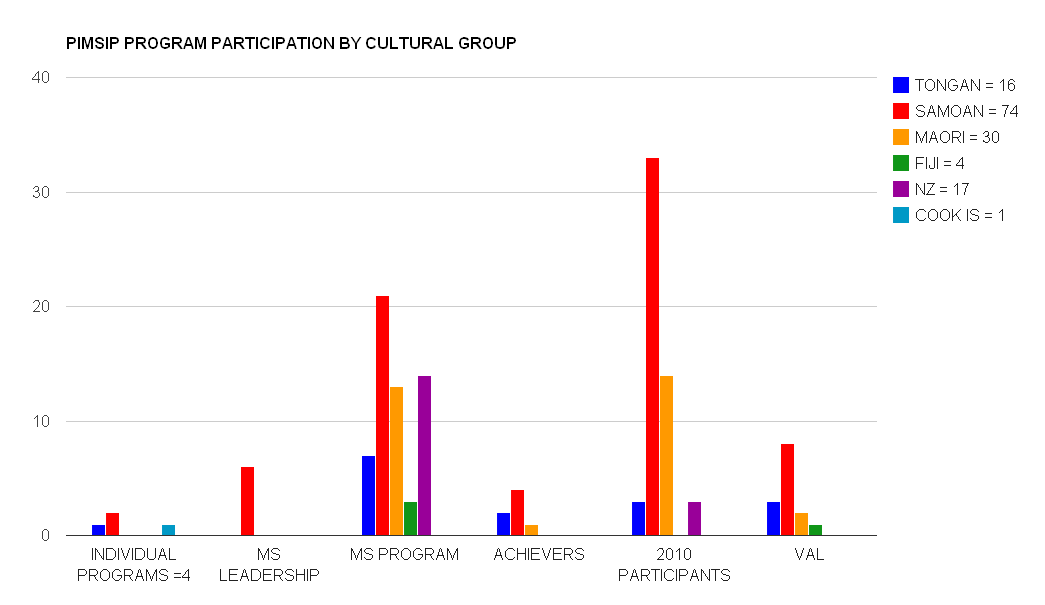 PIMSIP PROGRAM PARTICIPATION BY CULTURAL GROUP
40
30
20
10
0
TONGAN = 16
SAMOAN = 74
MAORI = 30
FIJI = 4
NZ = 17
COOK IS = 1
INDIVIDUAL
PROGRAMS =4
MS
LEADERSHIP
MS PROGRAM
ACHIEVERS
2010
PARTICIPANTS
VAL